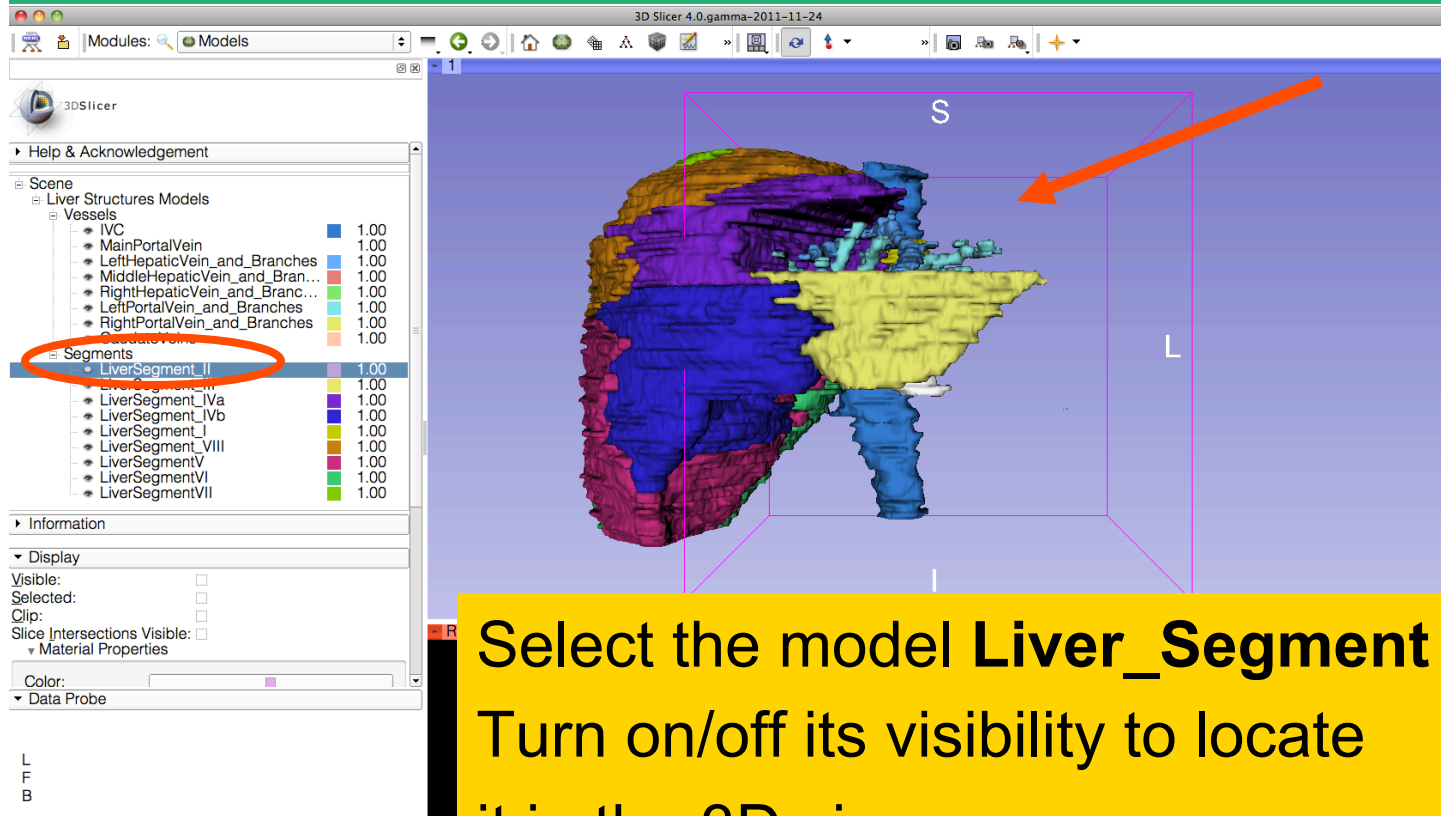 3D Slicer 4.0.gamma-2011-11-24
Modules: Models
1
3DSlicer
Help & Acknowledgement
Scene
Liver Structures Models
Vessels
IVC 1.00
MainPortalVein 1.00
LeftHepaticVein_and_Branches 1.00
MiddleHepaticVein_and_Bran... 1.00
RightHepaticVein_and_Branc... 1.00
LeftPortalVein_and_Branches 1.00
RightPortalVein_and_Branches 1.00
CaudateVeins 1.00
Segments
LiverSegment_II 1.00
LiverSegment_III 1.00
LiverSegment_IVa 1.00
LiverSegment_IVb 1.00
LiverSegment_I 1.00
LiverSegment_VIII 1.00
LiverSegmentV 1.00
LiverSegmentVI 1.00
LiverSegmentVII 1.00
Information
Display
Visible:
Selected:
Clip:
Slice Intersections Visible:
Material Properties
Color:
Data Probe
L
F
B
S
L
I
R
Select the model Liver_Segment
Turn on/off its visibility to locate